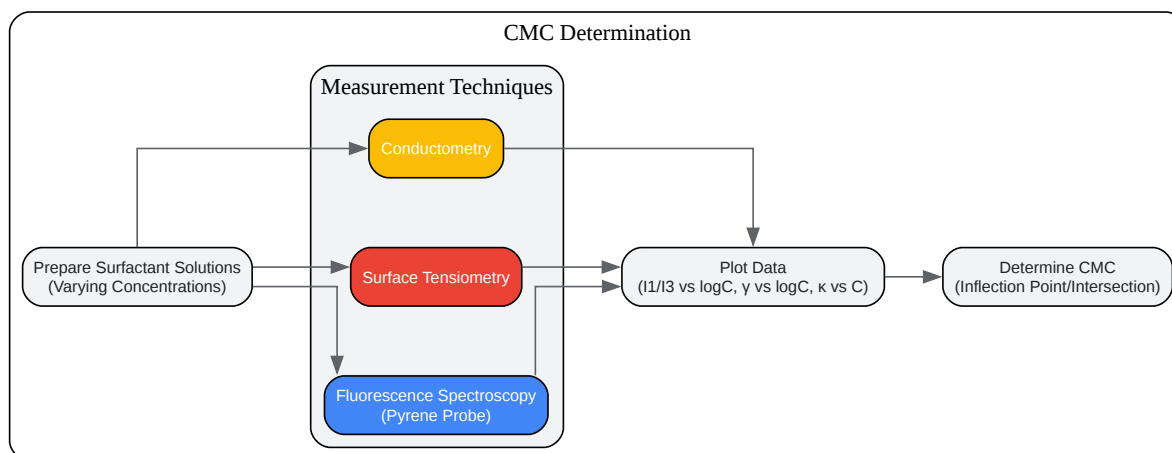 CMC Determination
Measurement Techniques
Conductometry
Prepare Surfactant Solutions
(Varying Concentrations)
Surface Tensiometry
Plot Data
(I1/I3 vs logC, γ vs logC, κ vs C)
Determine CMC
(Inflection Point/Intersection)
Fluorescence Spectroscopy
(Pyrene Probe)